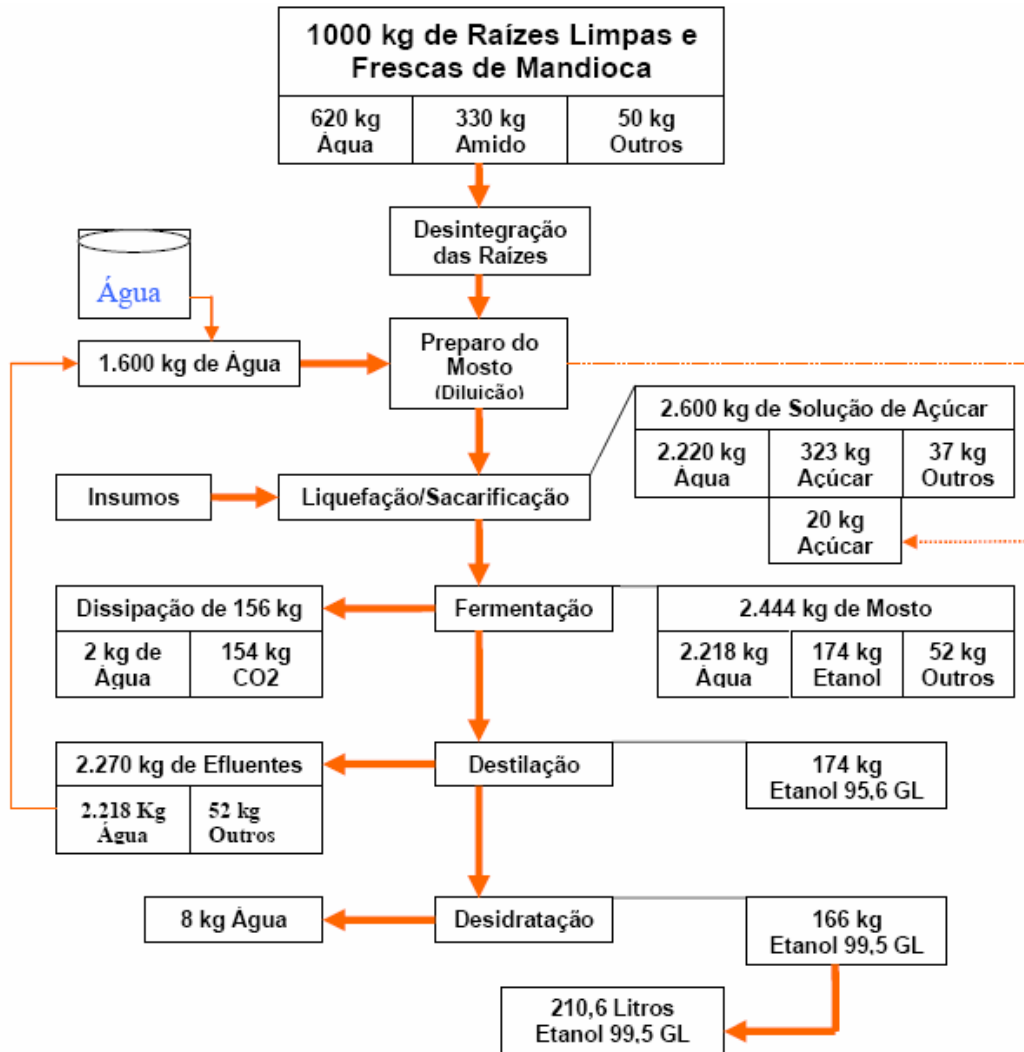 1000 kg de Raízes Limpas e
Frescas de Mandioca
620 kg
Água
330 kg
Amido
50 kg
Outros
Desintegração
das Raízes
Água
1.600 kg de Água
Preparo do
Mosto
(Diluição)
2.600 kg de Solução de Açúcar
2.220 kg
Água
323 kg
Açúcar
37 kg
Outros
20 kg
Açúcar
Insumos
Liquefação/Sacarificação
Dissipação de 156 kg
2 kg de
Água
154 kg
CO2
Fermentação
2.444 kg de Mosto
2.218 kg
Água
174 kg
Etanol
52 kg
Outros
2.270 kg de Efluentes
2.218 Kg
Água
52 kg
Outros
Destilação
174 kg
Etanol 95,6 GL
8 kg Água
Desidratação
166 kg
Etanol 99,5 GL
210,6 Litros
Etanol 99,5 GL